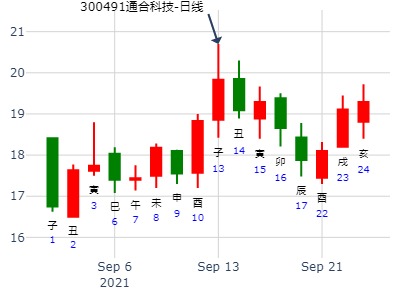 300491通合科技-日线
21
20
19
18
17
16
子
1
丑
2
寅
3
巳
6
午
7
未
8
申
9
酉
10
子
13
丑
14
寅
15
卯
16
辰
17
酉
22
戌
23
亥
24
Sep 6
2021
Sep 13
Sep 21